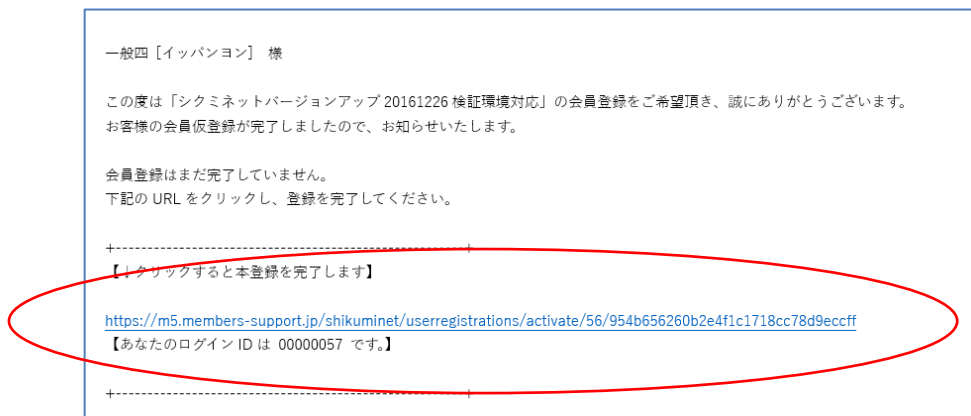 一般四［イッパンヨン］ 様
この度は「シクミネットバージョンアップ 20161226 検証環境対応」の会員登録をご希望頂き、誠にありがとうございます。
お客様の会員仮登録が完了しましたので、お知らせいたします。
会員登録はまだ完了していません。
下記の URL をクリックし、登録を完了してください。
+------------------------------------------------------+
【↓クリックすると本登録を完了します】
https://m5.members-support.jp/shikuminet/userregistrations/activate/56/954b656260b2e4f1c1718cc78d9eccff
【あなたのログイン ID は 00000057 です。】
+------------------------------------------------------+